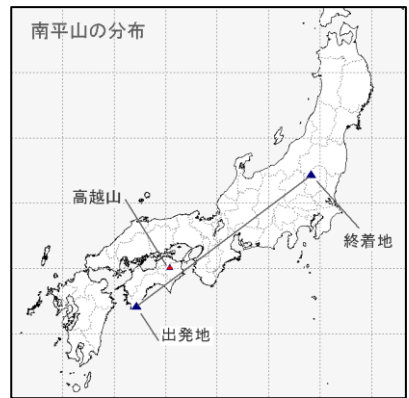 南平山の分布
高越山
終着地
出発地